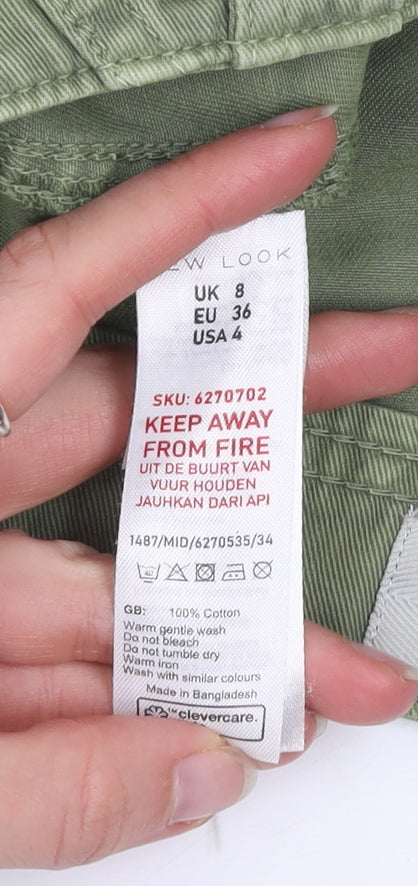 EW LOOK
UK 8
EU 36
USA 4
SKU: 6270702
KEEP AWAY
FROM FIRE
UIT DE BUURT VAN
VUUR HOUDEN
JAUHKAN DARI API
1487/MID/6270535/34
GB: 100% Cotton
Warm gentle wash
Do not bleach
Do not tumble dry
Warm iron
Wash with similar colours
Made in Bangladesh
™clevercare.